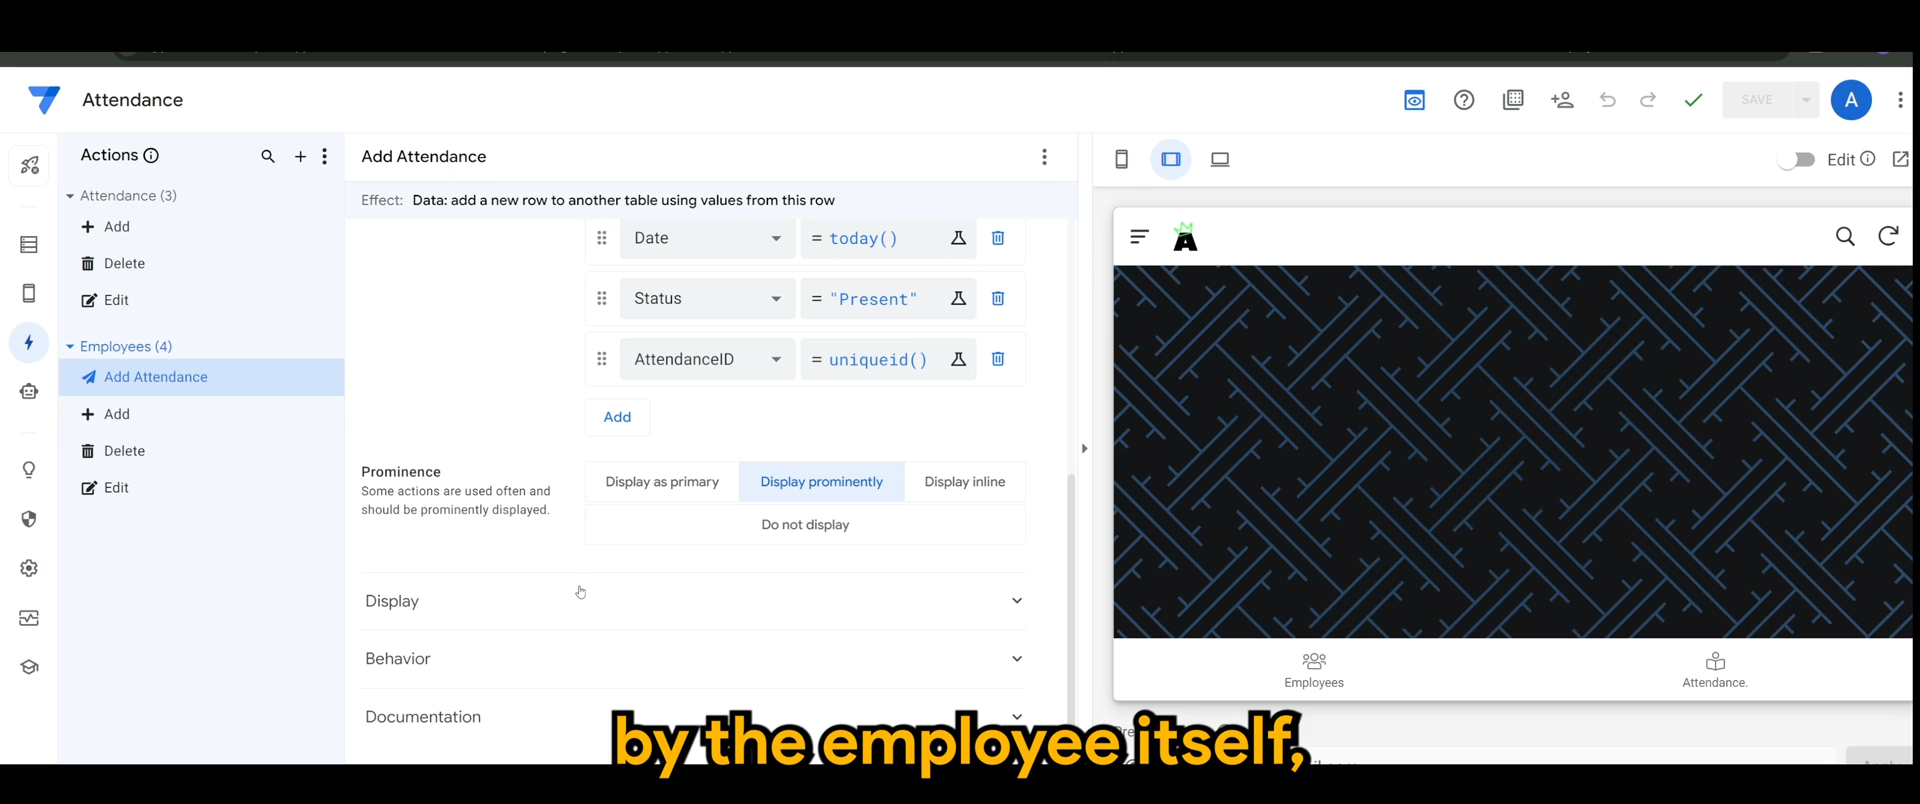 Attendance
SAVE
A
Actions
Attendance (3)
Add
Delete
Edit
Employees (4)
Add Attendance
Add
Delete
Edit
Add Attendance
Effect: Data: add a new row to another table using values from this row
Date = today()
Status = "Present"
AttendanceID = uniqueid()
Add
Prominence
Some actions are used often and
should be prominently displayed.
Display as primary
Display prominently
Display inline
Do not display
Display
Behavior
Documentation
Edit
A
Employees
Attendance.
by the employee itself,